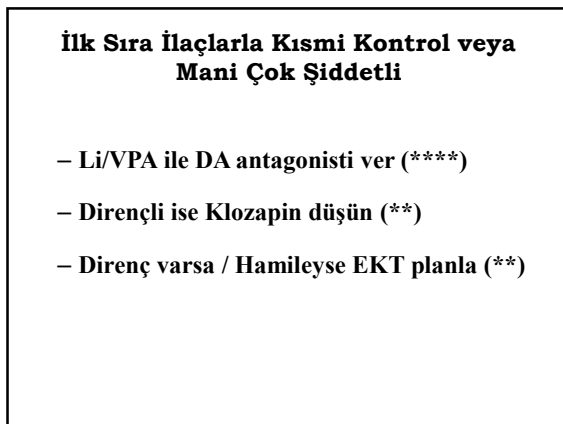 İlk Sıra İlaçlarla Kısmi Kontrol veya
Mani Çok Şiddetli
– Li/VPA ile DA antagonisti ver (****)
– Dirençli ise Klozapin düşün (**)
– Direnç varsa / Hamileyse EKT planla (**)